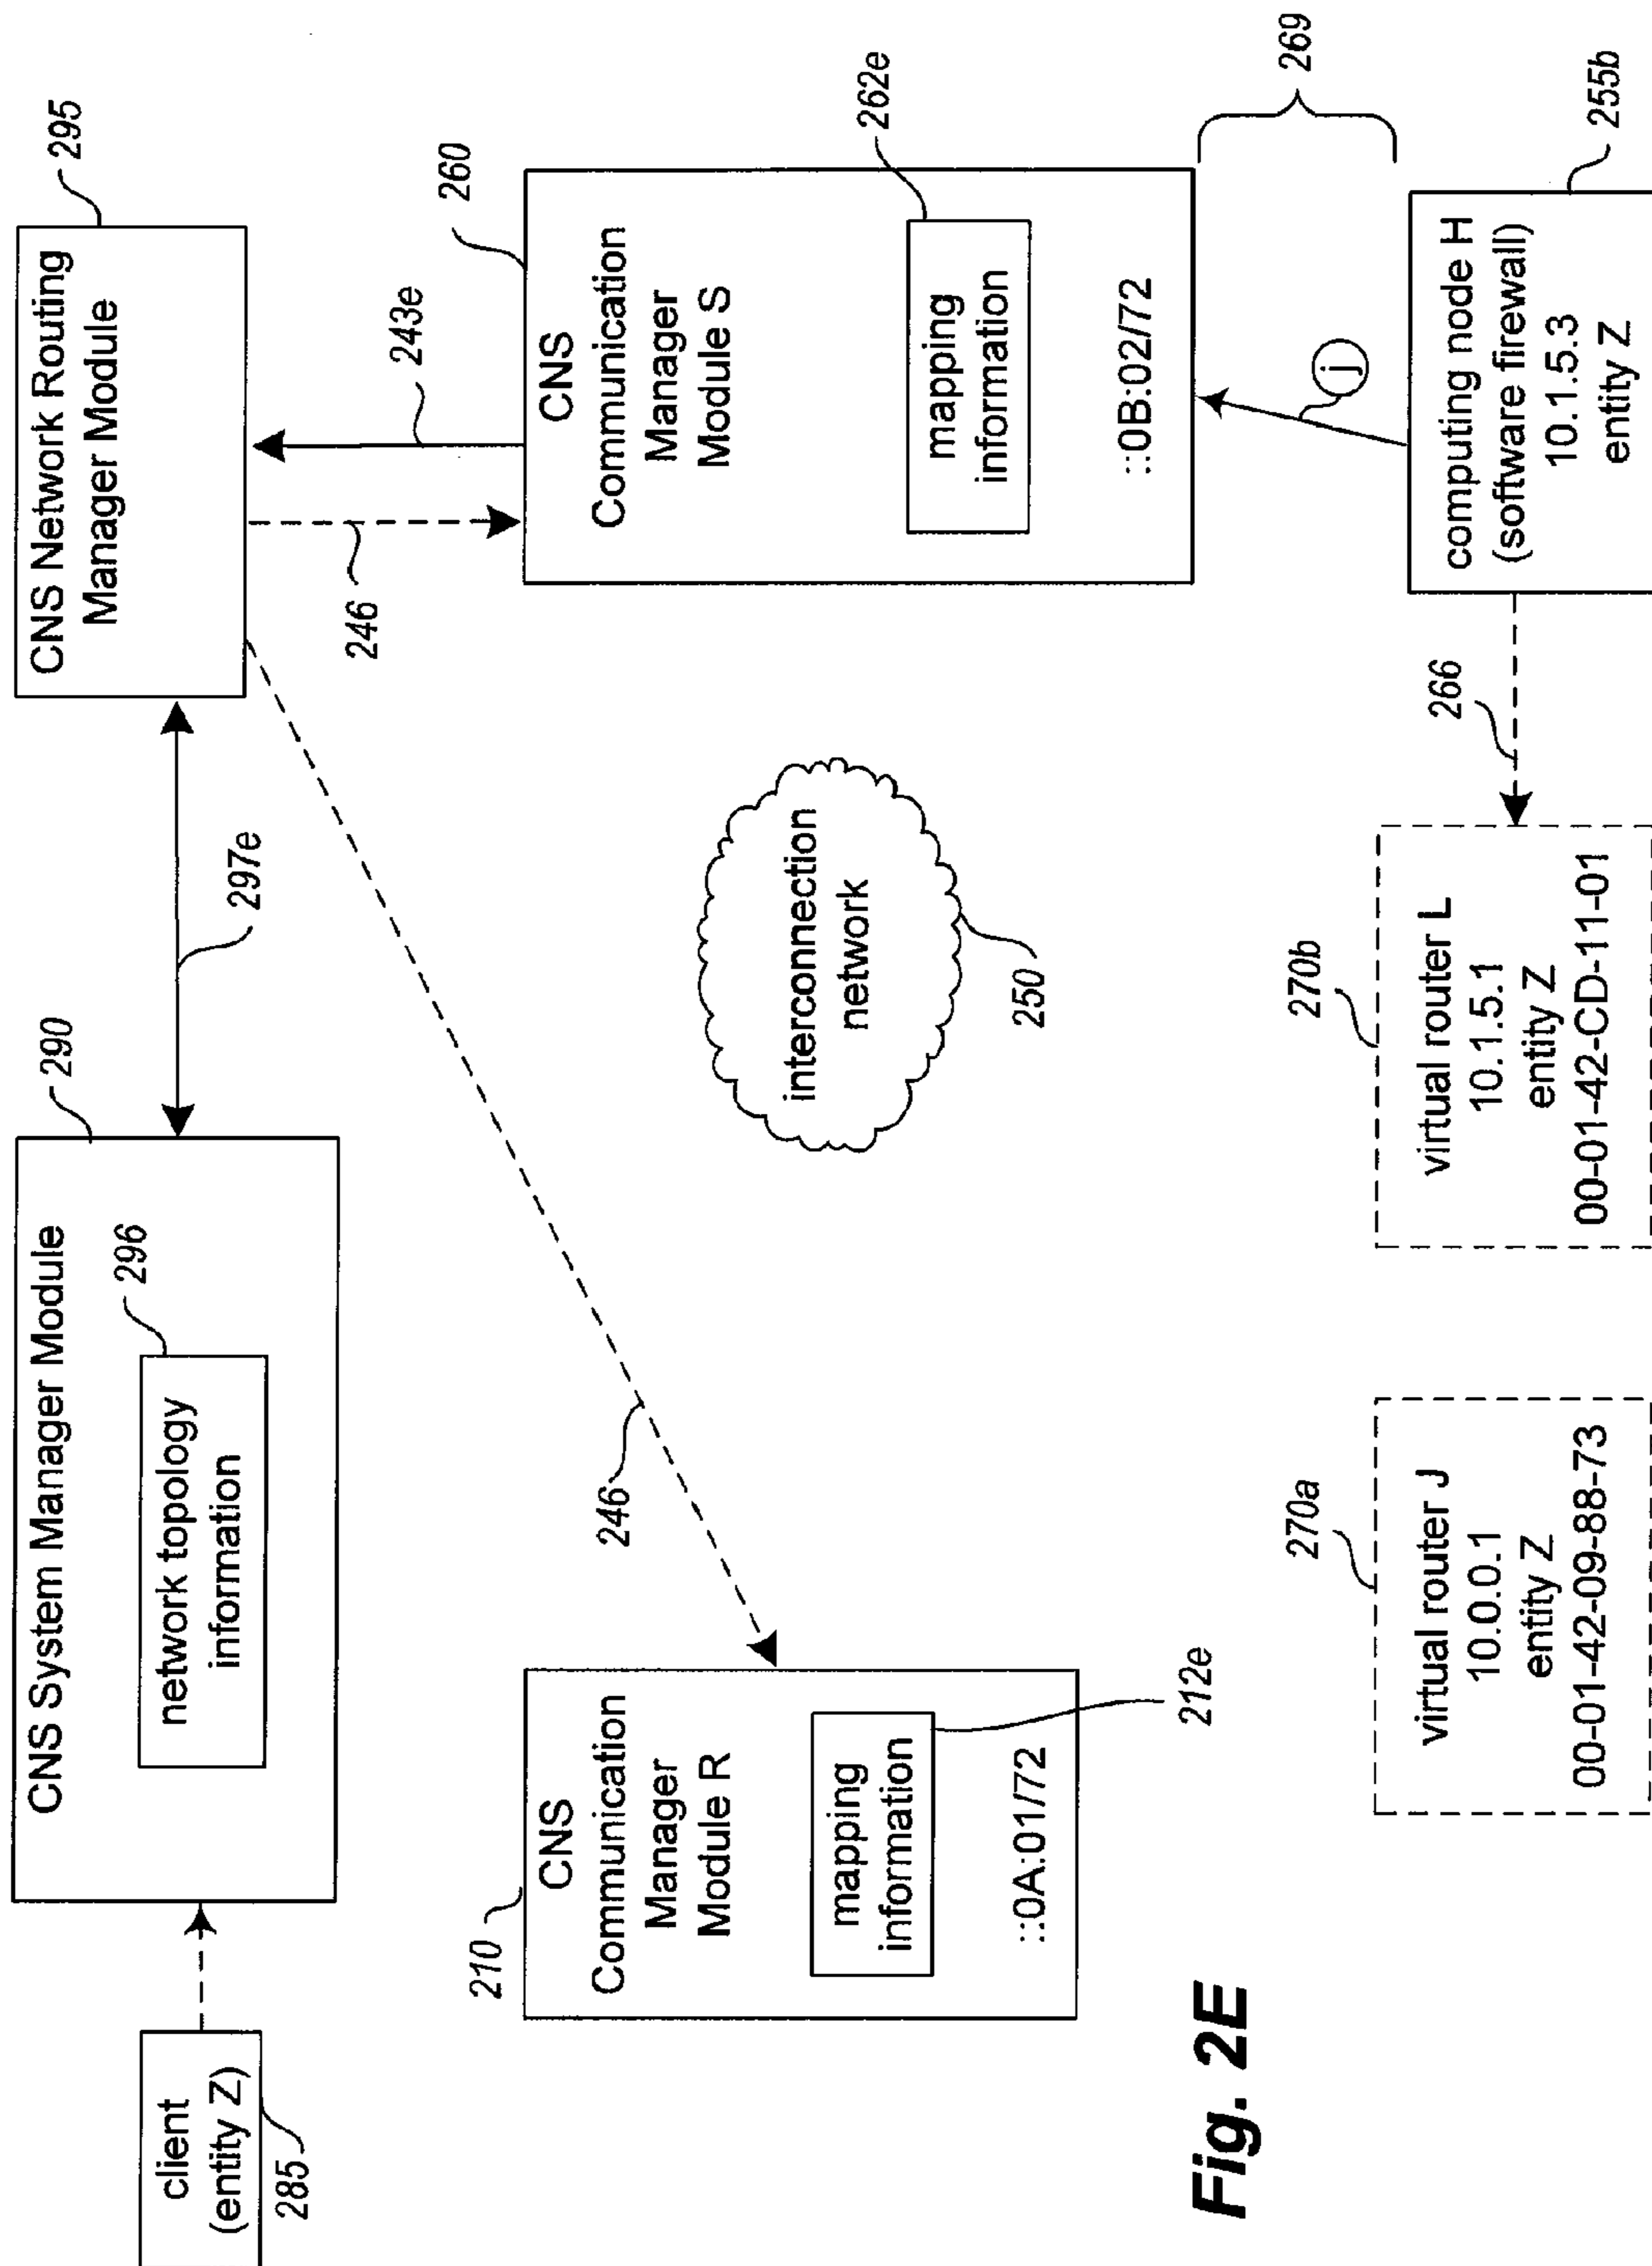 client
(entity Z)
285
CNS System Manager Module
290
network topology
information
296
297e
CNS Network Routing
Manager Module
295
246
243e
246
210
CNS
Communication
Manager
Module R
mapping
information
212e
::0A:01/72
interconnection
network
250
260
CNS
Communication
Manager
Module S
mapping
information
262e
::0B:02/72
269
j
270a
virtual router J
10.0.0.1
entity Z
00-01-42-09-88-73
270b
virtual router L
10.1.5.1
entity Z
00-01-42-CD-11-01
266
computing node H
(software firewall)
10.1.5.3
entity Z
255b
Fig. 2E